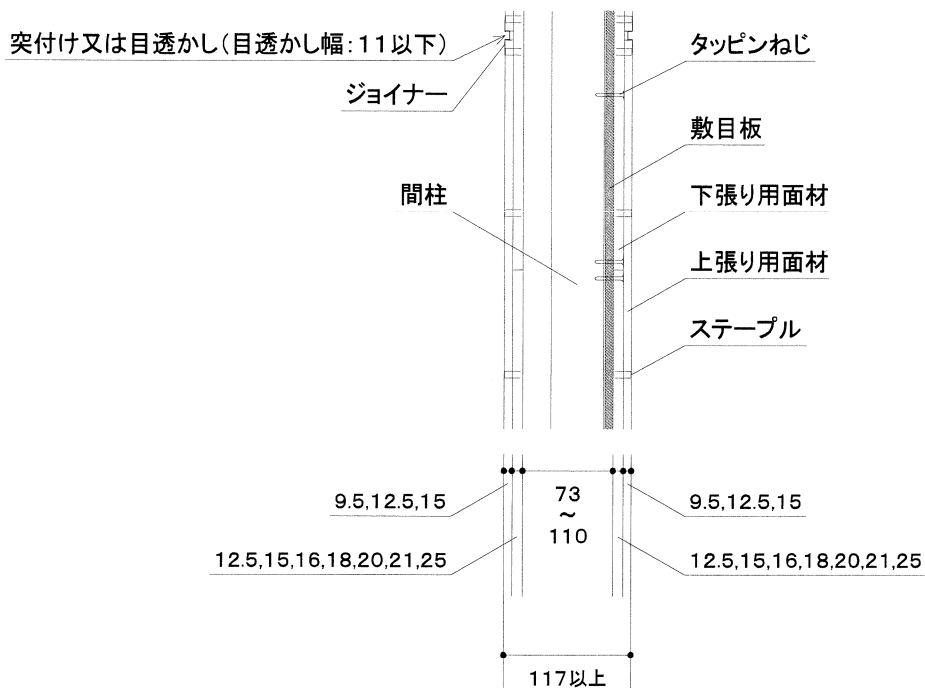 突付け又は目透かし(目透かし幅:11以下)
ジョイナー
間柱
タッピンねじ
敷目板
下張り用面材
上張り用面材
ステープル
9.5,12.5,15
73
～
110
9.5,12.5,15
12.5,15,16,18,20,21,25
12.5,15,16,18,20,21,25
117以上